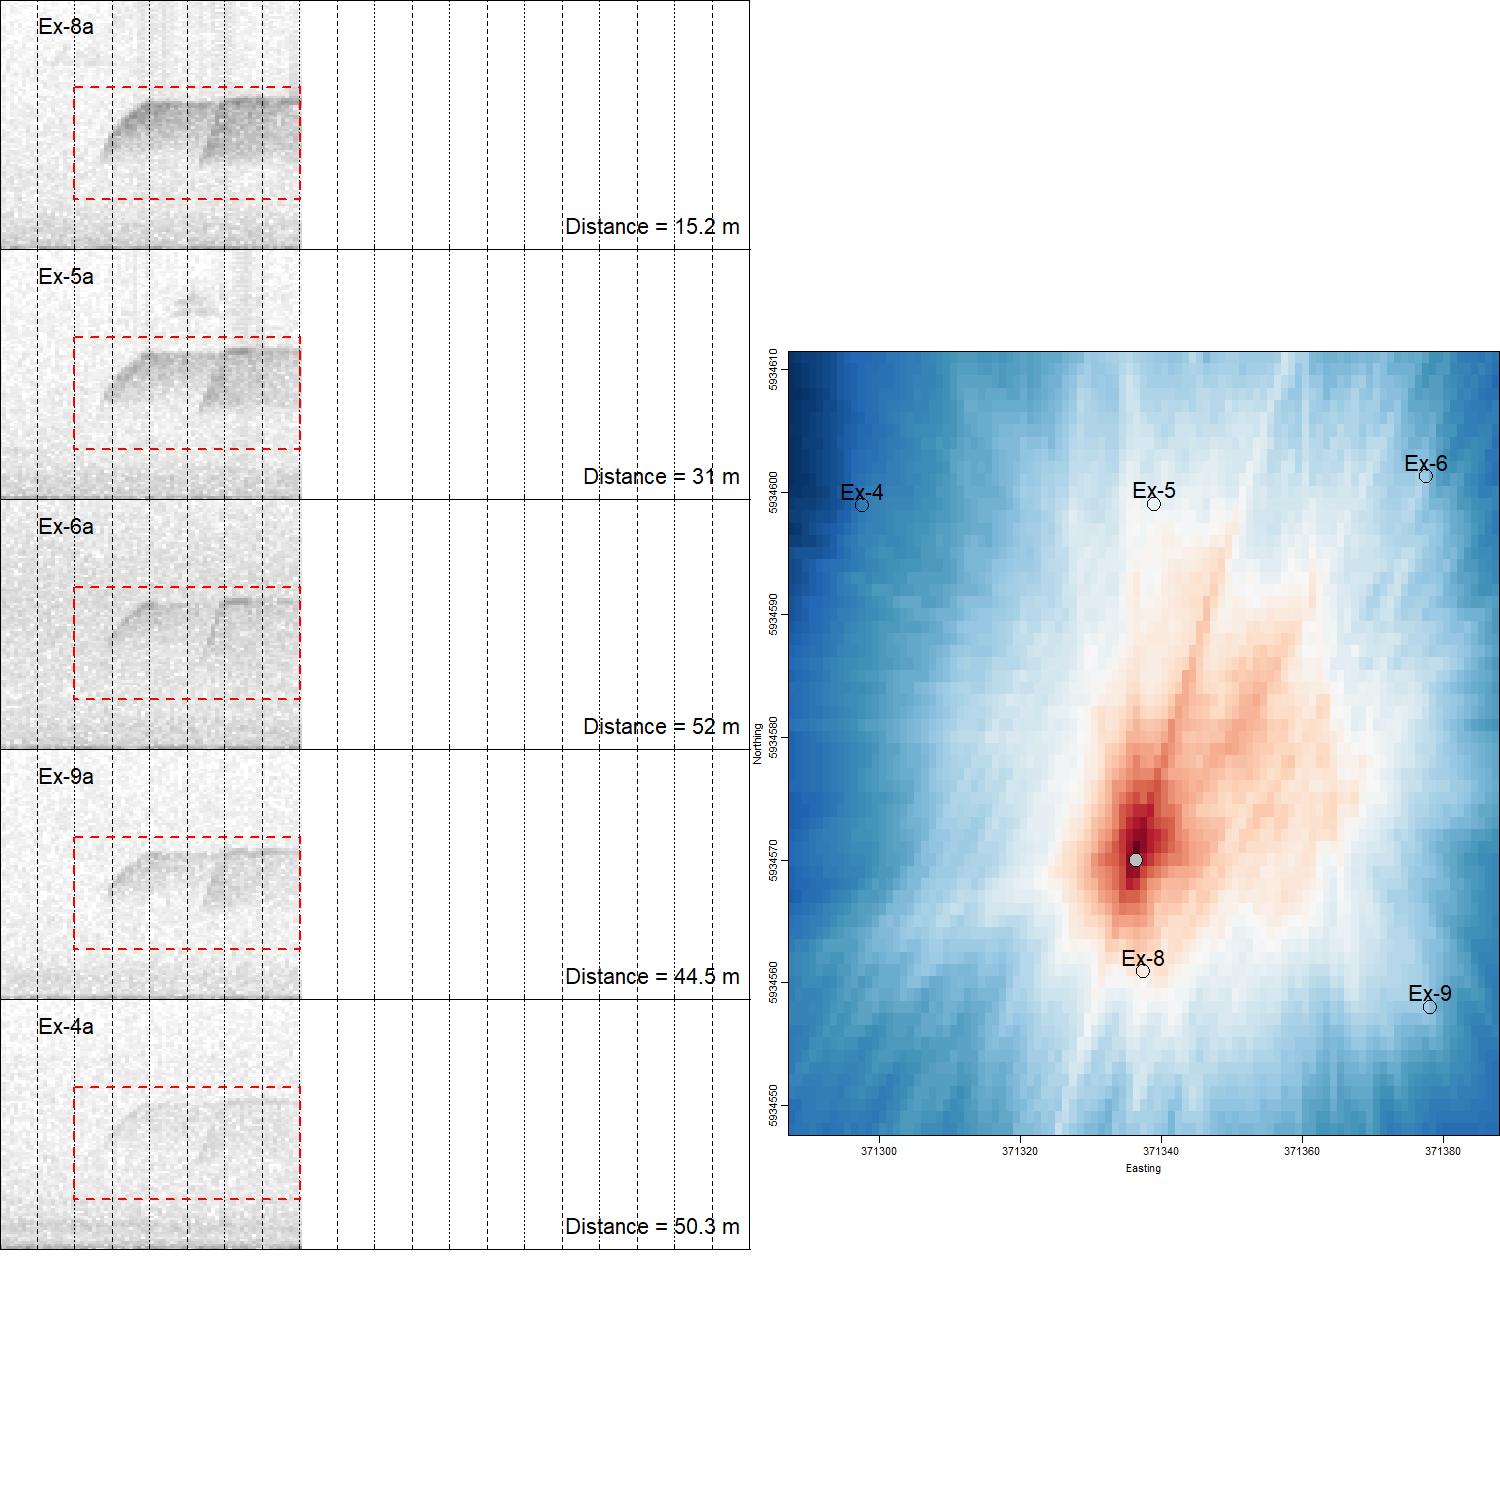 Ex-8a
Distance = 15.2 m
Ex-5a
Distance = 31 m
Ex-6a
Distance = 52 m
Ex-9a
Distance = 44.5 m
Ex-4a
Distance = 50.3 m
5934610
5934600
5934590
5934580
5934570
5934560
5934550
Northing
Ex-4
Ex-5
Ex-6
Ex-8
Ex-9
371300
371320
371340
371360
371380
Easting